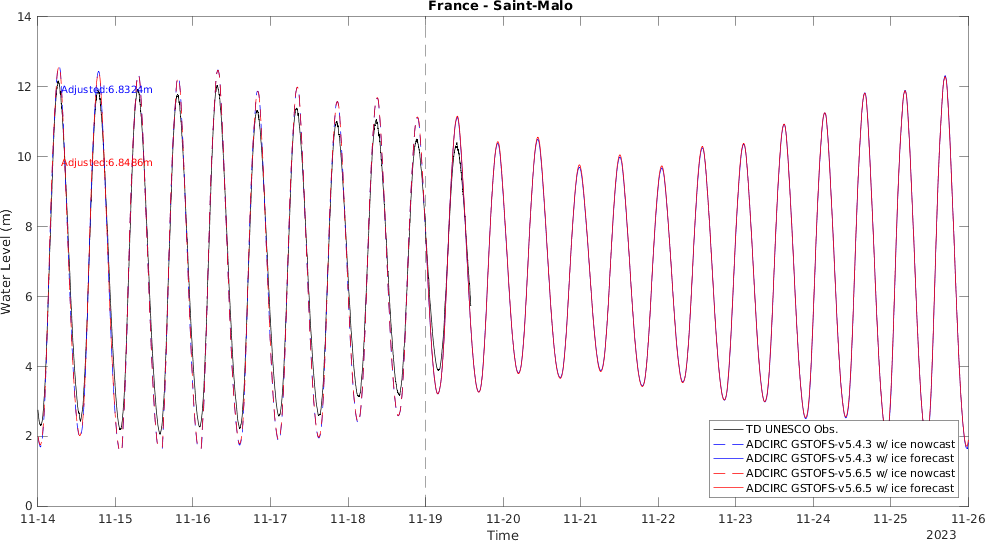 France - Saint-Malo
Water Level (m)
14
12
10
8
6
4
2
0
Adjusted:6.8324m
Adjusted:6.8486m
TD UNESCO Obs.
ADCIRC GSTOFS-v5.4.3 w/ ice nowcast
ADCIRC GSTOFS-v5.4.3 w/ ice forecast
ADCIRC GSTOFS-v5.6.5 w/ ice nowcast
ADCIRC GSTOFS-v5.6.5 w/ ice forecast
11-14 11-15 11-16 11-17 11-18 11-19 11-20 11-21 11-22 11-23 11-24 11-25 11-26
Time
2023